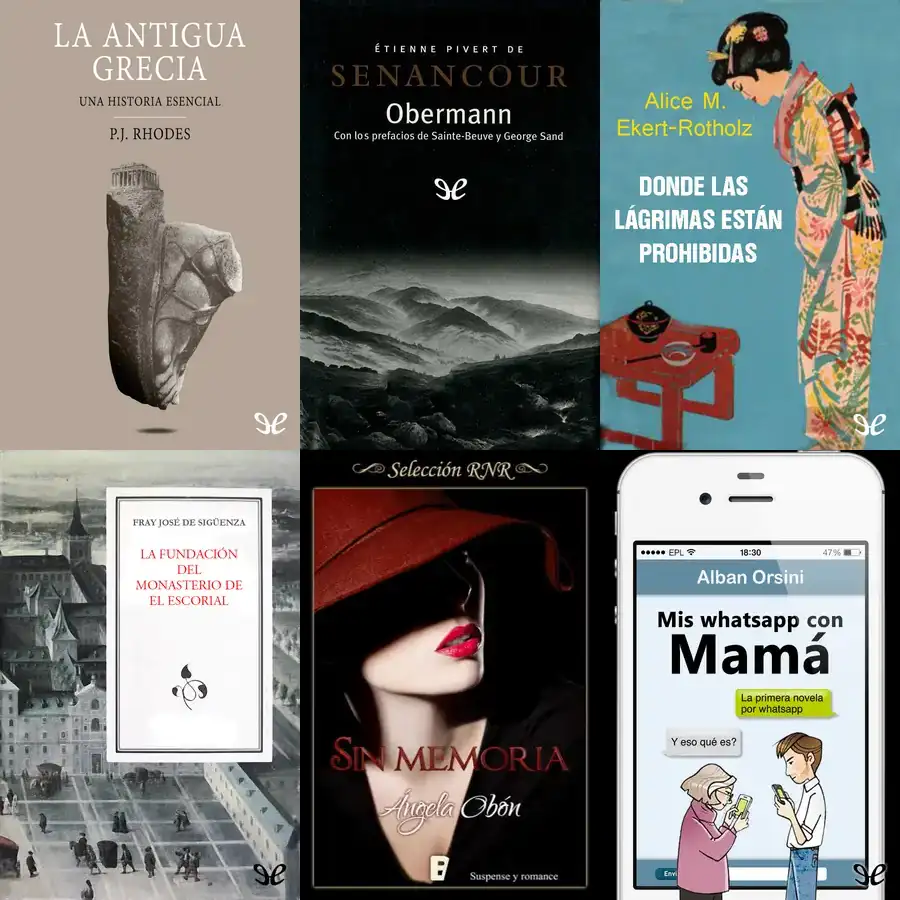 LA ANTIGUA
GRECIA
UNA HISTORIA ESENCIAL
P.J. RHODES
ÉTIENNE PIVERT DE
SENANCOUR
Obermann
Con los prefacios de Sainte-Beuve y George Sand
Alice M.
Ekert-Rotholz
DONDE LAS
LÁGRIMAS ESTÁN
PROHIBIDAS
FRAY JOSÉ DE SIGÜENZA
LA FUNDACIÓN
DEL
MONASTERIO DE
EL ESCORIAL
Selección RNR
SIN MEMORIA
Ángela Obón
B
Suspense y romance
EPL 18:30 47%
Alban Orsini
Mis whatsapp con
Mamá
La primera novela
por whatsapp
Y eso qué es?